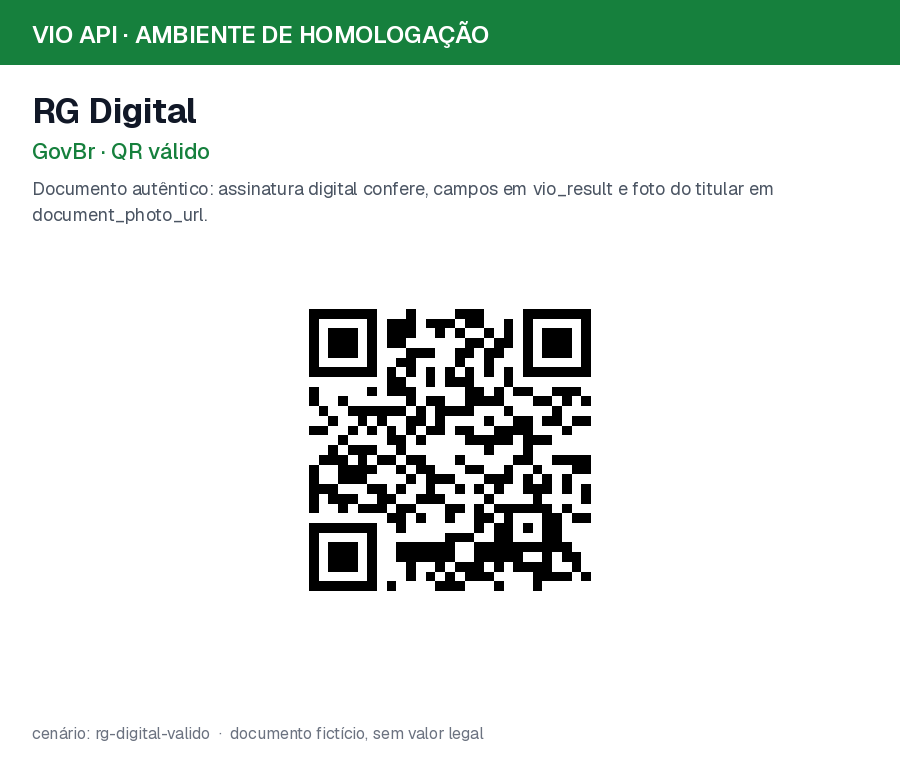 VIO API · AMBIENTE DE HOMOLOGAÇÃO
RG Digital
GovBr · QR válido
Documento autêntico: assinatura digital confere, campos em vio_result e foto do titular em
document_photo_url.
cenário: rg-digital-valido · documento fictício, sem valor legal